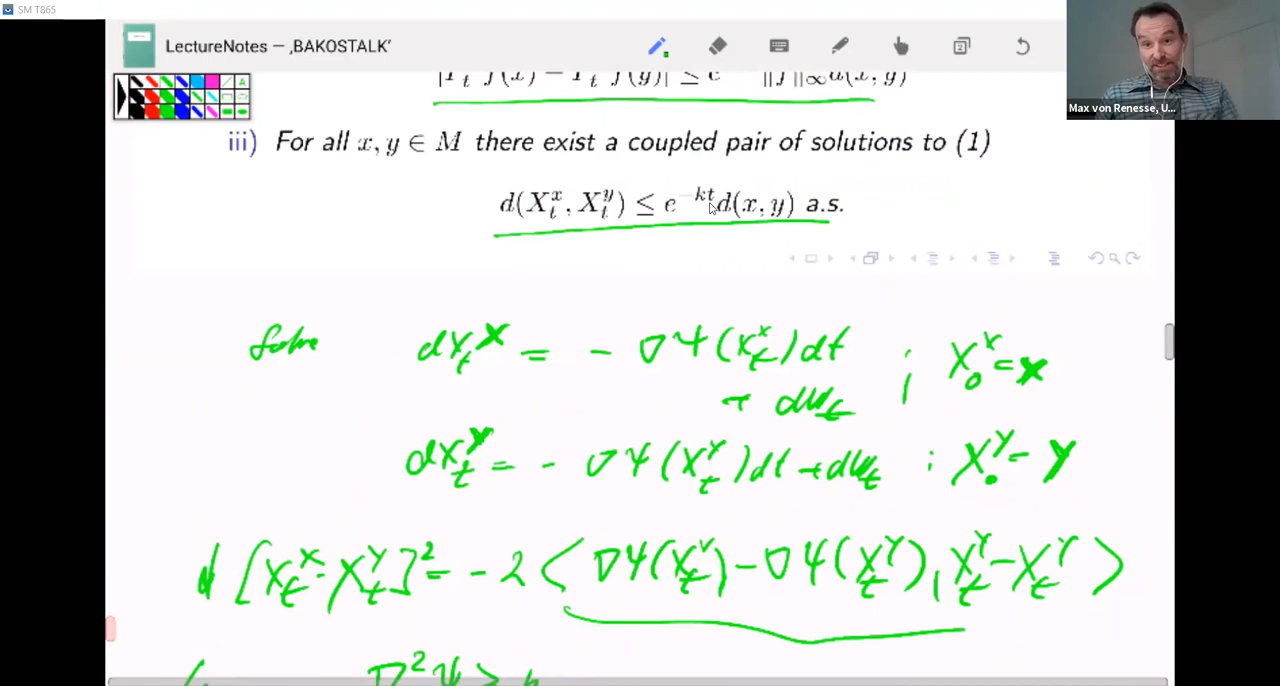 SM T865
LectureNotes – ‚BAKOSTALK'
Max von Renesse, U...
iii) For all x, y ∈ M there exist a coupled pair of solutions to (1)
d(X_t^x, X_t^y) ≤ e^{-kt} d(x, y) a.s.
Solve dX_t^x = - ∇Ψ(X_t^x)dt ; X_0^x = x
+ dW_t
dX_t^y = - ∇Ψ(X_t^y)dt + dW_t ; X_0^y = y
d[X_t^x - X_t^y]^2 = -2 < ∇Ψ(X_t^x) - ∇Ψ(X_t^y), X_t^x - X_t^y >